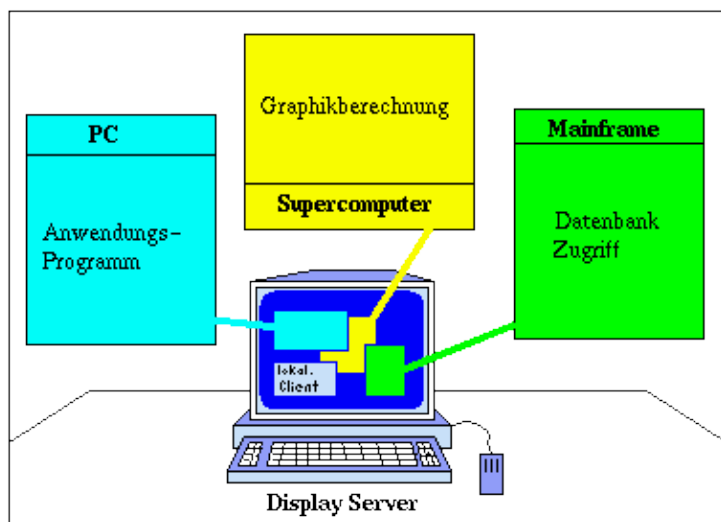 PC
Anwendungs-
Programm
Graphikberechnung
Supercomputer
Mainframe
Datenbank
Zugriff
lokal.
Client
Display Server